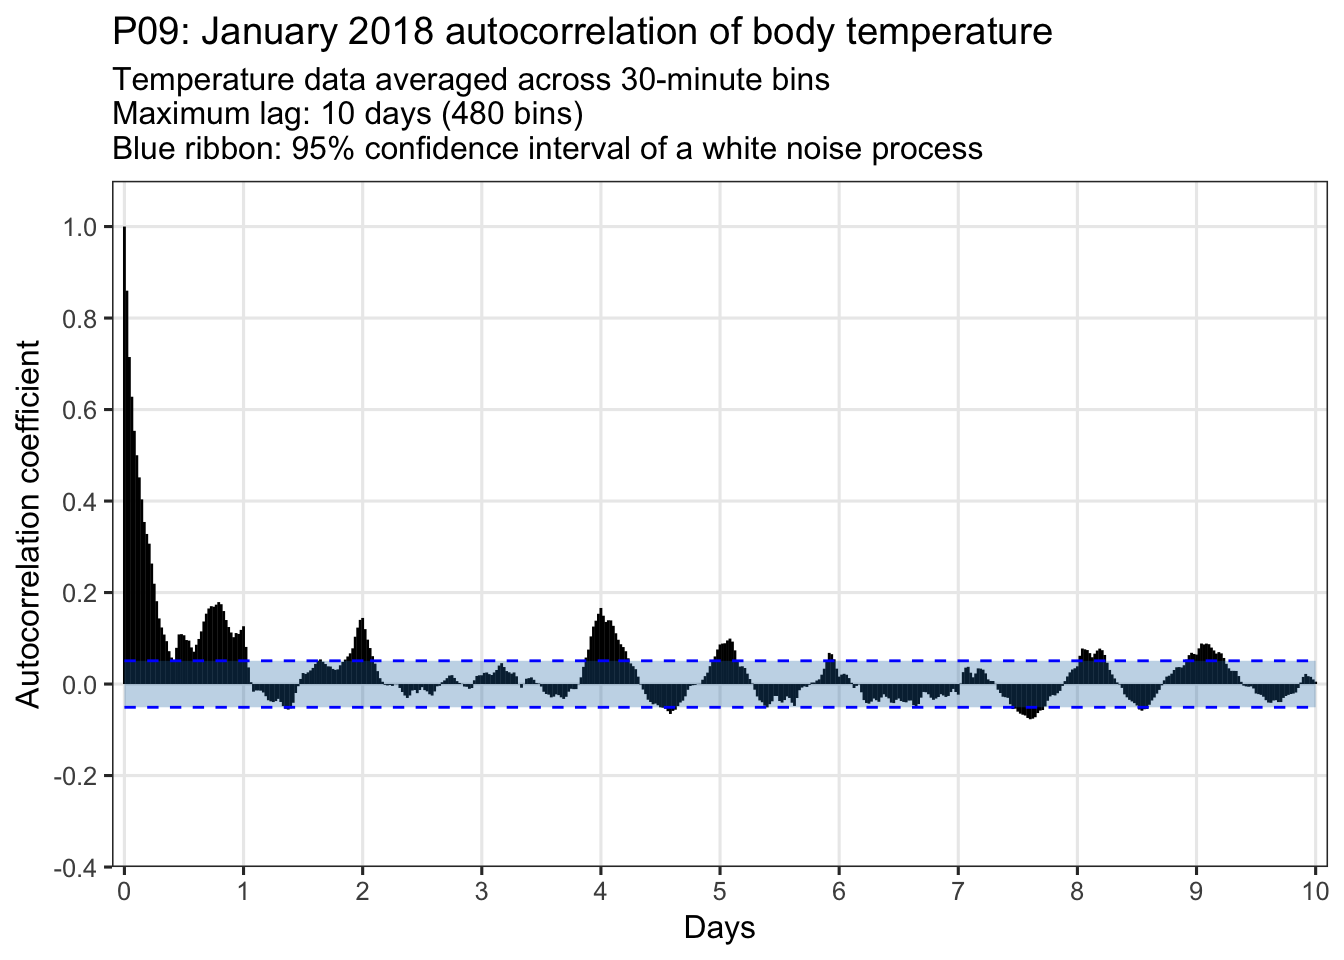 P09: January 2018 autocorrelation of body temperature
Temperature data averaged across 30-minute bins
Maximum lag: 10 days (480 bins)
Blue ribbon: 95% confidence interval of a white noise process
Autocorrelation coefficient
1.0
0.8
0.6
0.4
0.2
0.0
-0.2
-0.4
0 1 2 3 4 5 6 7 8 9 10
Days